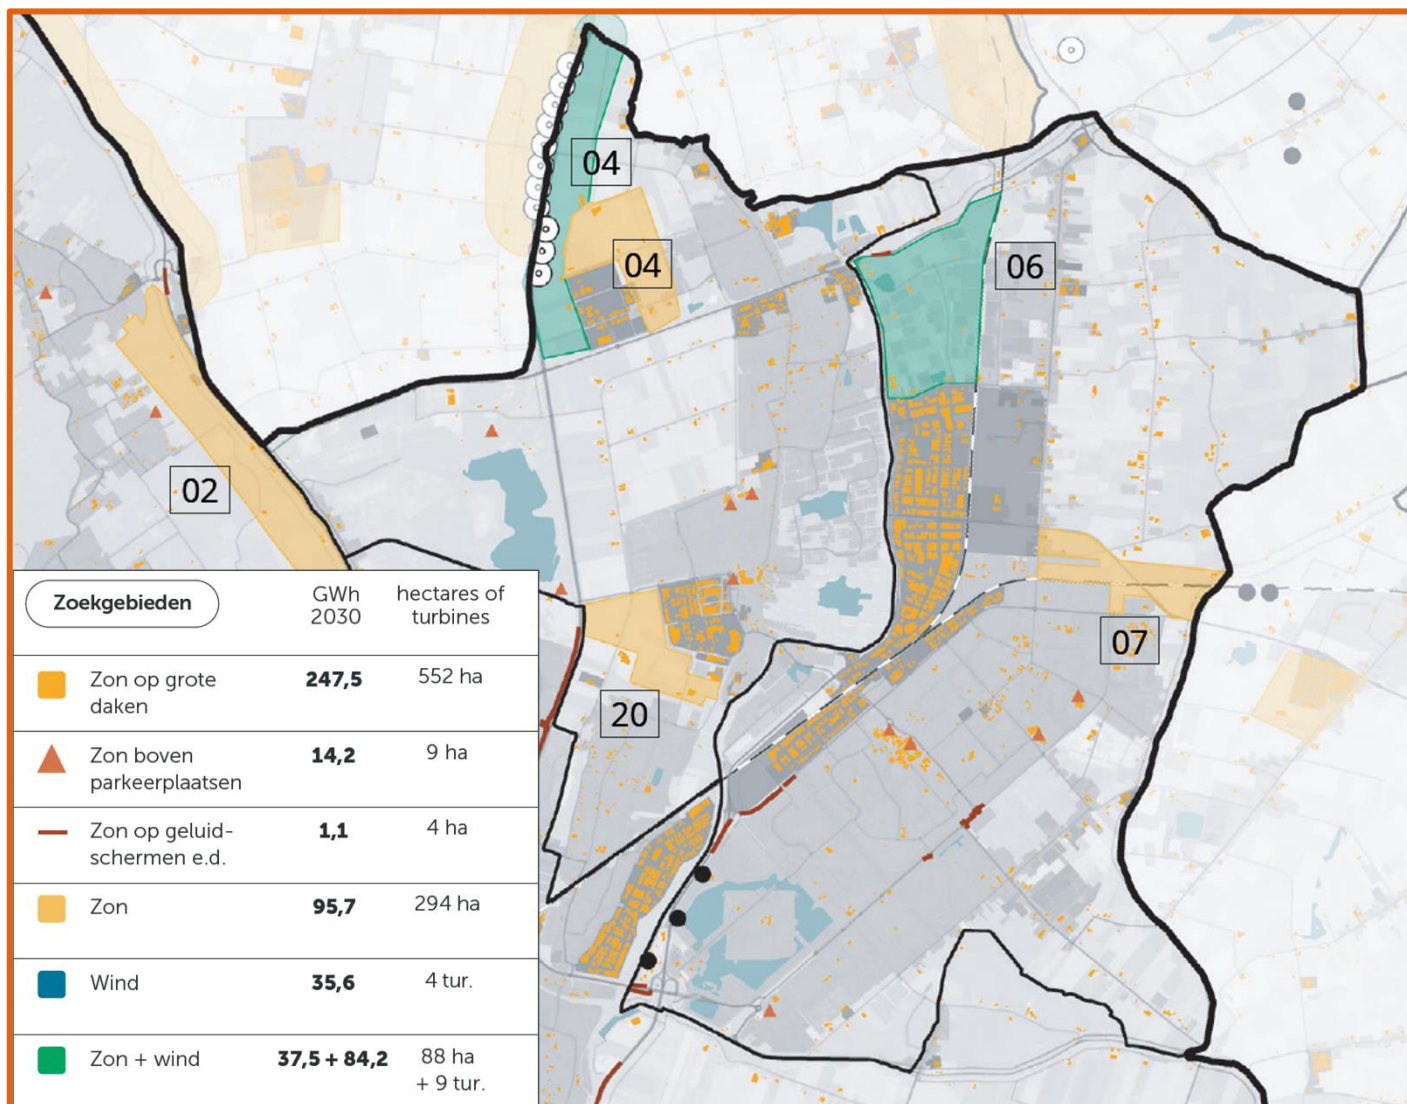 04
04
06
02
07
20
Zoekgebieden
GWh
2030
hectares of
turbines
Zon op grote
daken
247,5
552 ha
Zon boven
parkeerplaatsen
14,2
9 ha
Zon op geluid-
schermen e.d.
1,1
4 ha
Zon
95,7
294 ha
Wind
35,6
4 tur.
Zon + wind
37,5 + 84,2
88 ha
+ 9 tur.